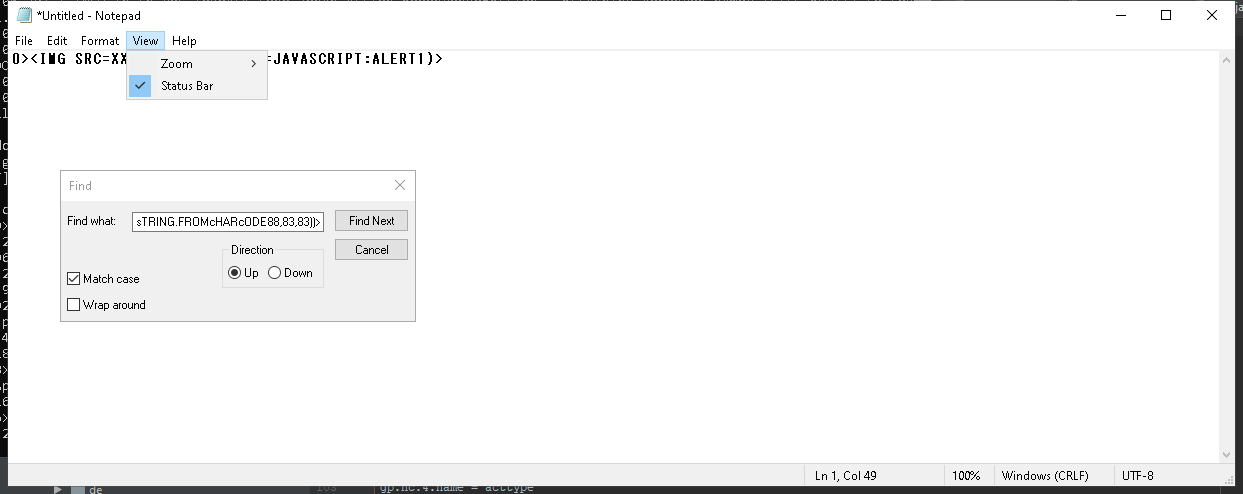 *Untitled - Notepad
File Edit Format View Help
0><IMG SRC=XX =JAVASCRIPT:ALERT1)>
Zoom
Status Bar
Find
Find what: sTRING.FROMcHARcODE88,83,83))> Find Next
Direction Cancel
Up Down
Match case
Wrap around
Ln 1, Col 49 100% Windows (CRLF) UTF-8
de gp.nc.4.name = acctype